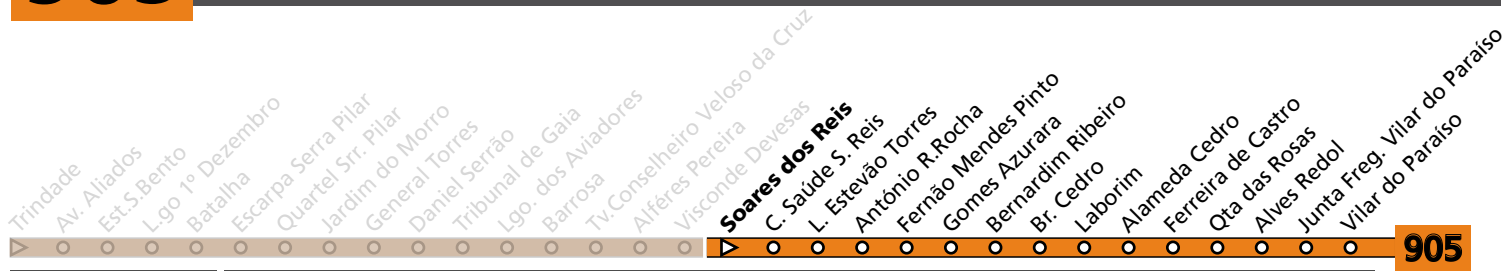 905
Trindade
Av. Aliados
Est.S.Bento
L.go 1º Dezembro
Batalha
Escarpa Serra Pilar
Quartel Srr. Pilar
Jardim do Morro
General Torres
Daniel Serrão
Tribunal de Gaia
Lgo. dos Aviadores
Barrosa
Tv.Conselheiro Veloso da Cruz
Alferes Pereira
Visconde Devesas
Soares dos Reis
C. Saúde S. Reis
L. Estevão Torres
António R.Rocha
Fernão Mendes Pinto
Gomes Azurara
Bernardim Ribeiro
Br. Cedro
Laborim
Alameda Cedro
Ferreira de Castro
Qta das Rosas
Alves Redol
Junta Freg. Vilar do Paraíso
Vilar do Paraíso
905